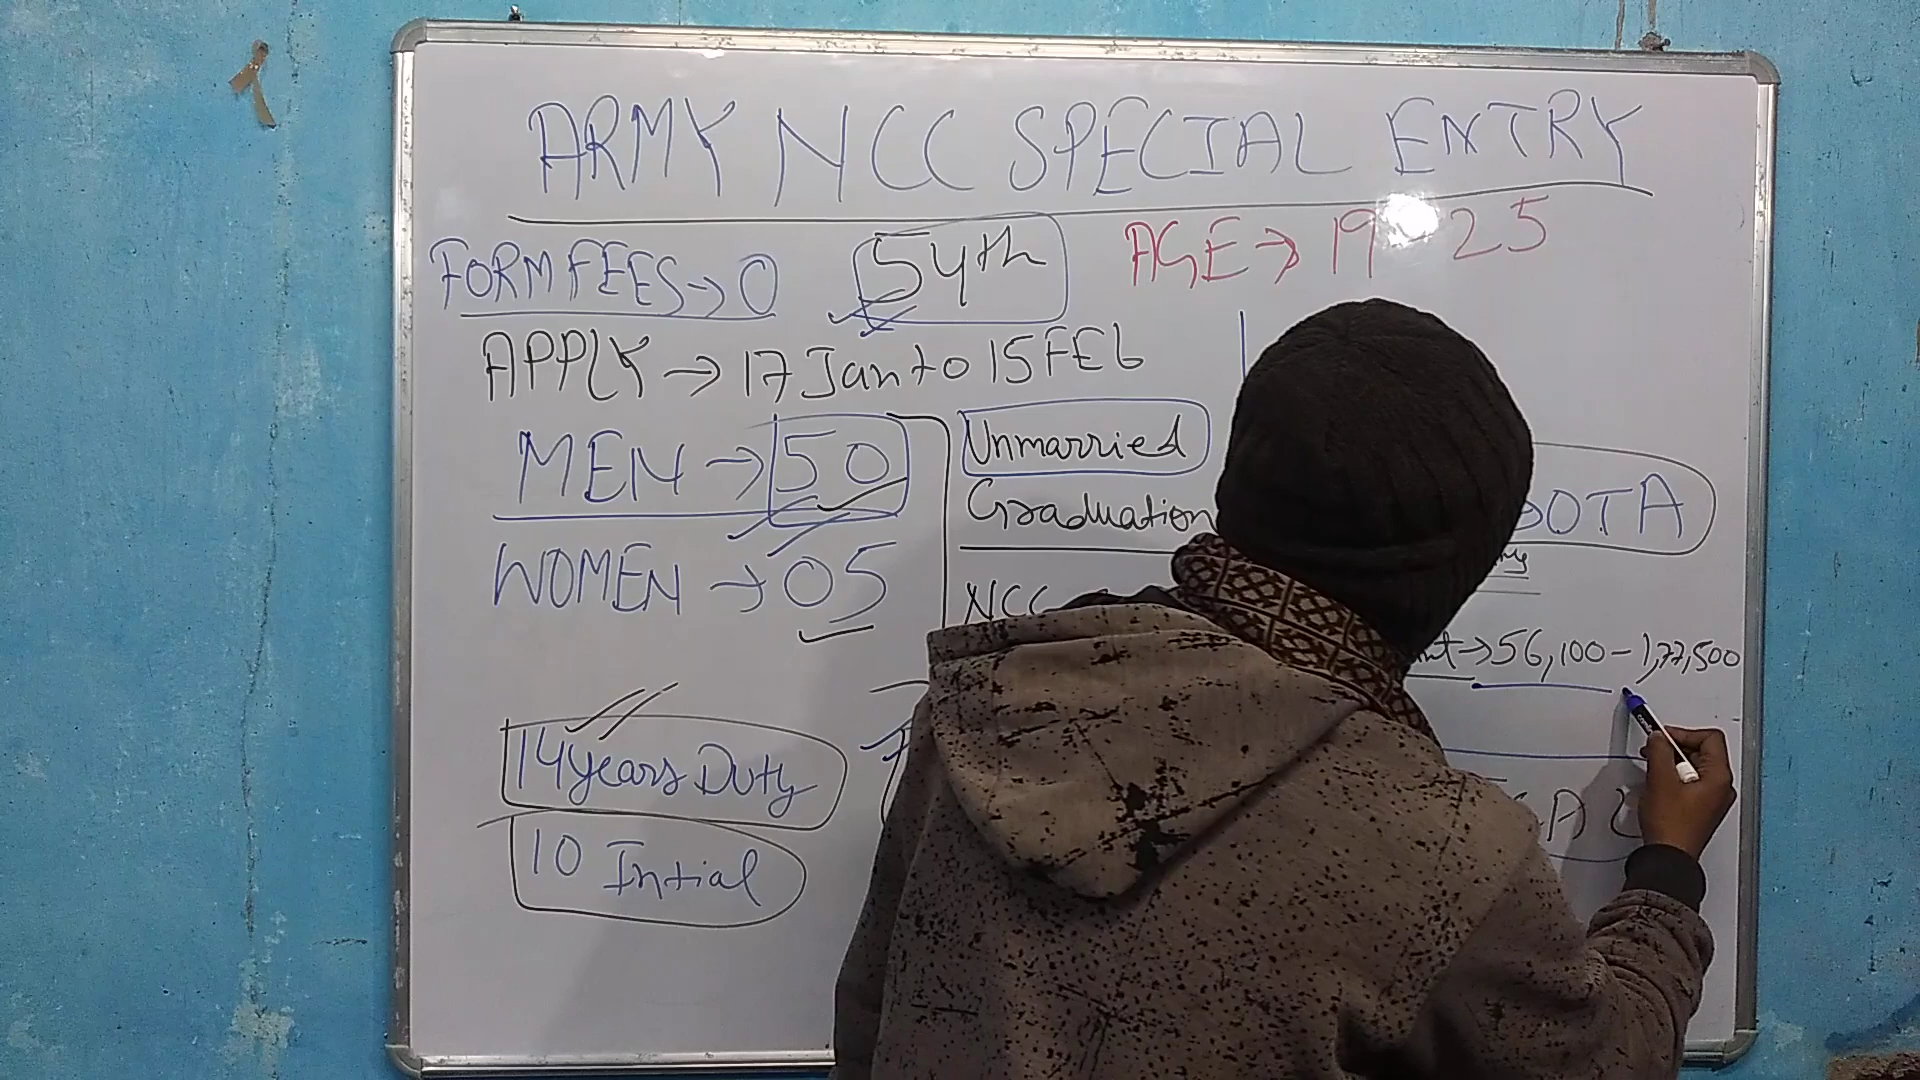 ARMY NCC SPECIAL ENTRY
FORM FEES → 0
54th
AGE → 19 - 25
APPLY → 17 Jan to 15 FEb
MEN → 50
WOMEN → 05
Unmarried
Graduation
NCC
OTA
→ 56,100 - 1,77,500
14 years Duty
10 Intial